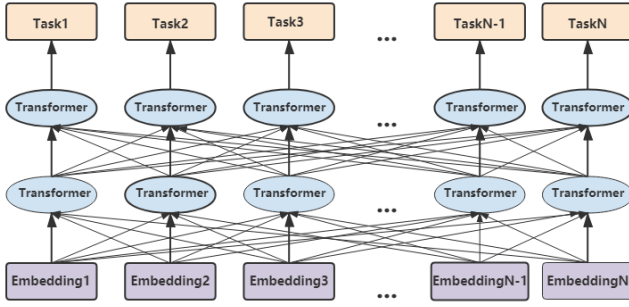 Task1 Task2 Task3 ... TaskN-1 TaskN
Transformer Transformer Transformer ... Transformer Transformer
Transformer Transformer Transformer ... Transformer Transformer
Embedding1 Embedding2 Embedding3 ... EmbeddingN-1 EmbeddingN